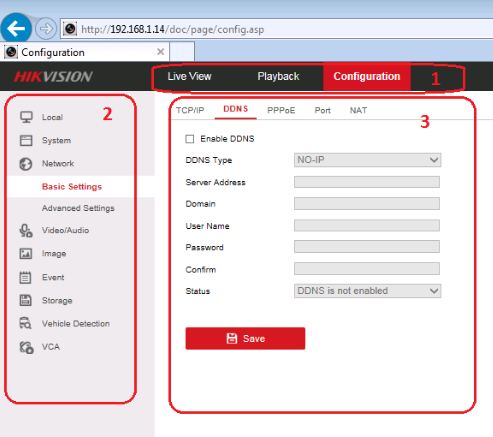 http://192.168.1.14/doc/page/config.asp
Configuration ×
HIKVISION Live View Playback Configuration 1
2
Local
System
Network
Basic Settings
Advanced Settings
Video/Audio
Image
Event
Storage
Vehicle Detection
VCA
TCP/IP DDNS PPPoE Port NAT
3
Enable DDNS
DDNS Type NO-IP
Server Address
Domain
User Name
Password
Confirm
Status DDNS is not enabled
Save